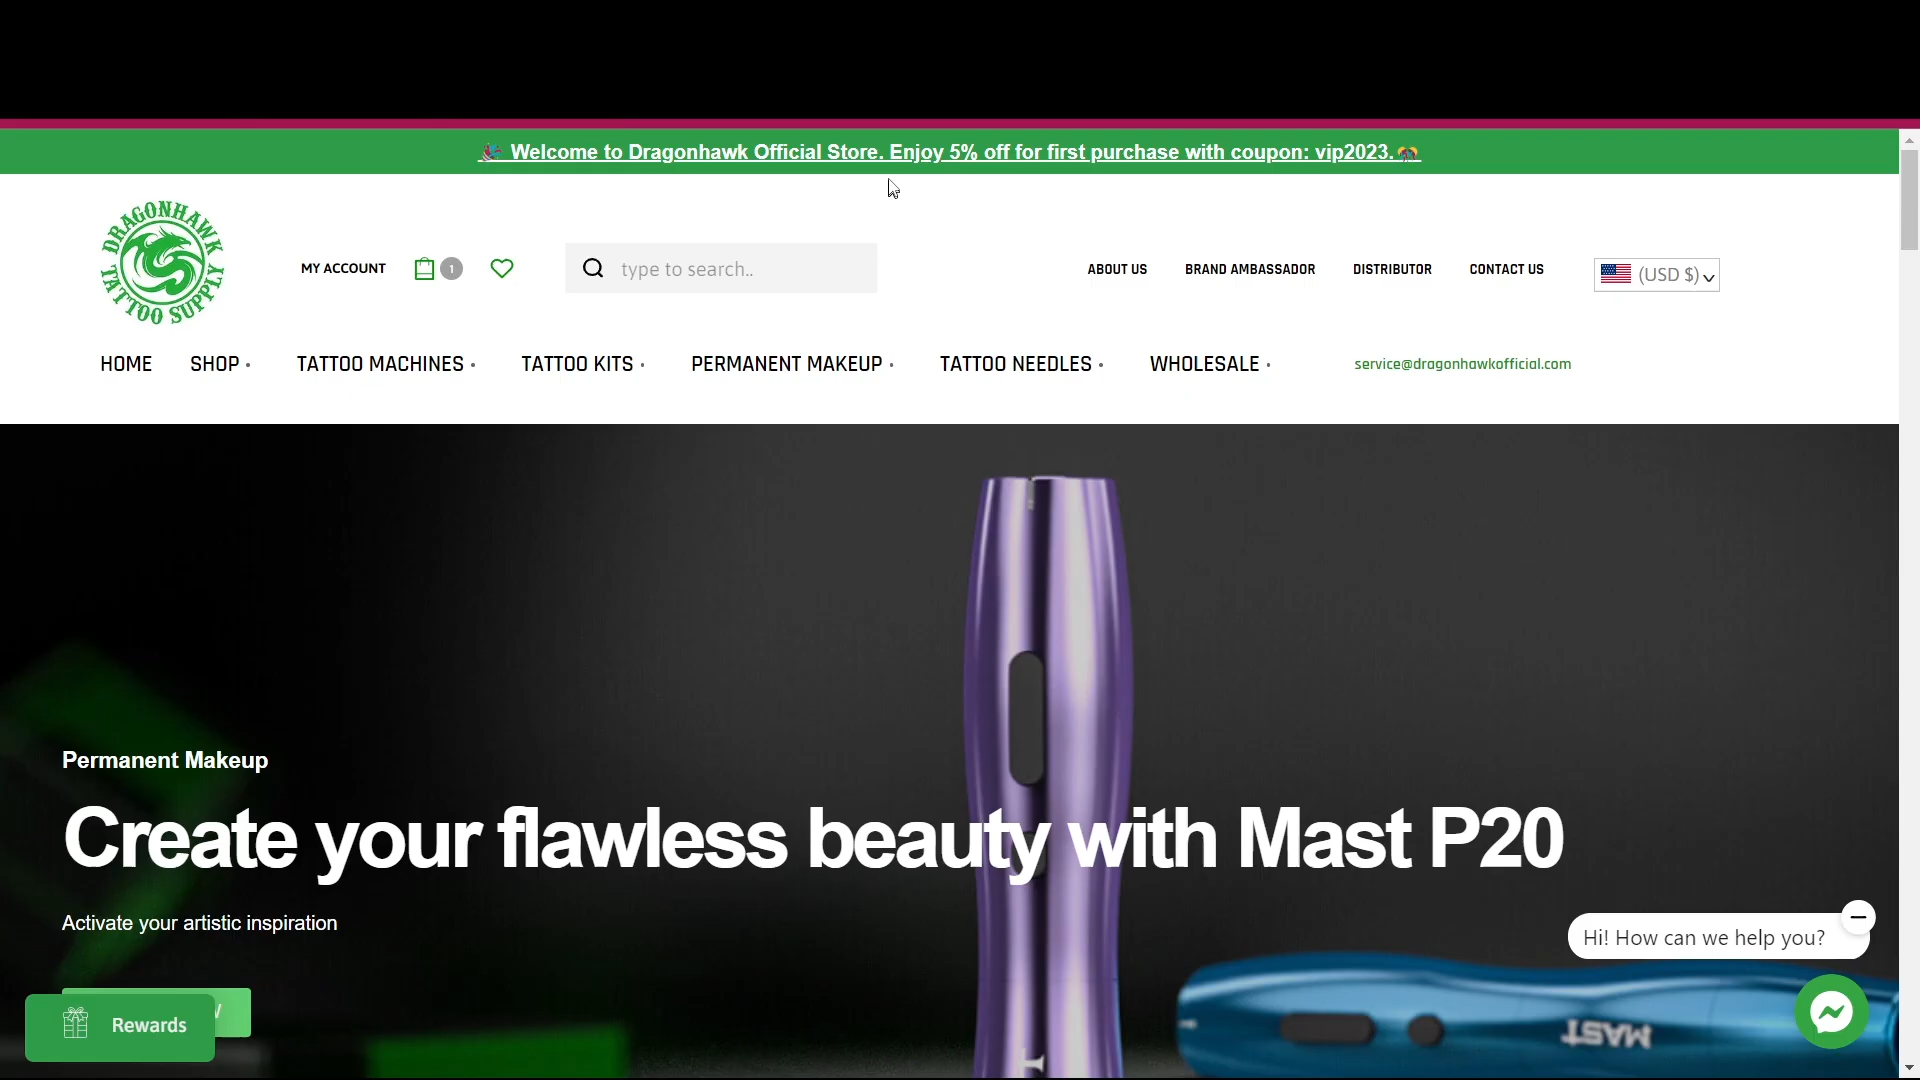 Welcome to Dragonhawk Official Store. Enjoy 5% off for first purchase with coupon: vip2023.
DRAGONHAWK
TATTOO SUPPLY
MY ACCOUNT
1
type to search..
ABOUT US
BRAND AMBASSADOR
DISTRIBUTOR
CONTACT US
(USD $)
HOME
SHOP
TATTOO MACHINES
TATTOO KITS
PERMANENT MAKEUP
TATTOO NEEDLES
WHOLESALE
service@dragonhawkofficial.com
Permanent Makeup
Create your flawless beauty with Mast P20
Activate your artistic inspiration
Hi! How can we help you?
Rewards
MAST